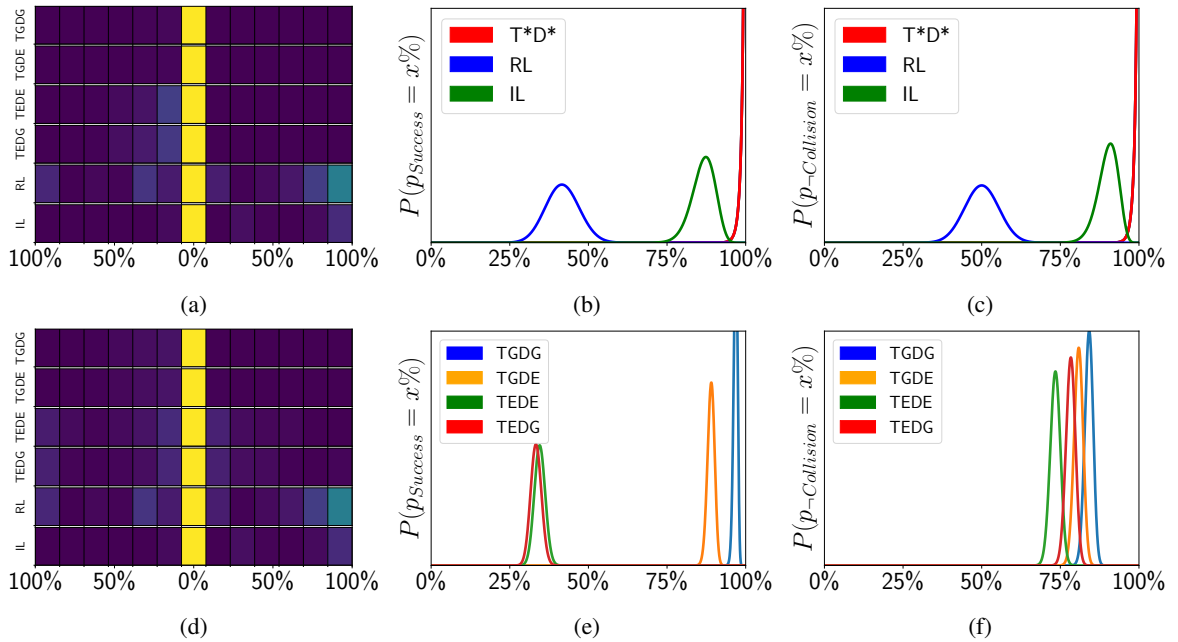 TGDG
TGDE
TEDE
TEDG
RL
IL
100% 50% 0% 50% 100%
(a)
P(p_{Success} = x%)
T*D*
RL
IL
0% 25% 50% 75% 100%
(b)
P(p_{¬Collision} = x%)
T*D*
RL
IL
0% 25% 50% 75% 100%
(c)
TGDG
TGDE
TEDE
TEDG
RL
IL
100% 50% 0% 50% 100%
(d)
P(p_{Success} = x%)
TGDG
TGDE
TEDE
TEDG
0% 25% 50% 75% 100%
(e)
P(p_{¬Collision} = x%)
TGDG
TGDE
TEDE
TEDG
0% 25% 50% 75% 100%
(f)